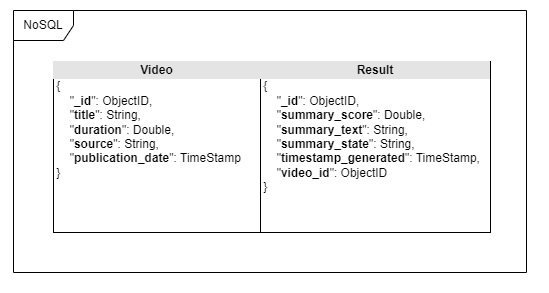 NoSQL
Video
{
"_id": ObjectID,
"title": String,
"duration": Double,
"source": String,
"publication_date": TimeStamp
}
Result
{
"_id": ObjectID,
"summary_score": Double,
"summary_text": String,
"summary_state": String,
"timestamp_generated": TimeStamp,
"video_id": ObjectID
}